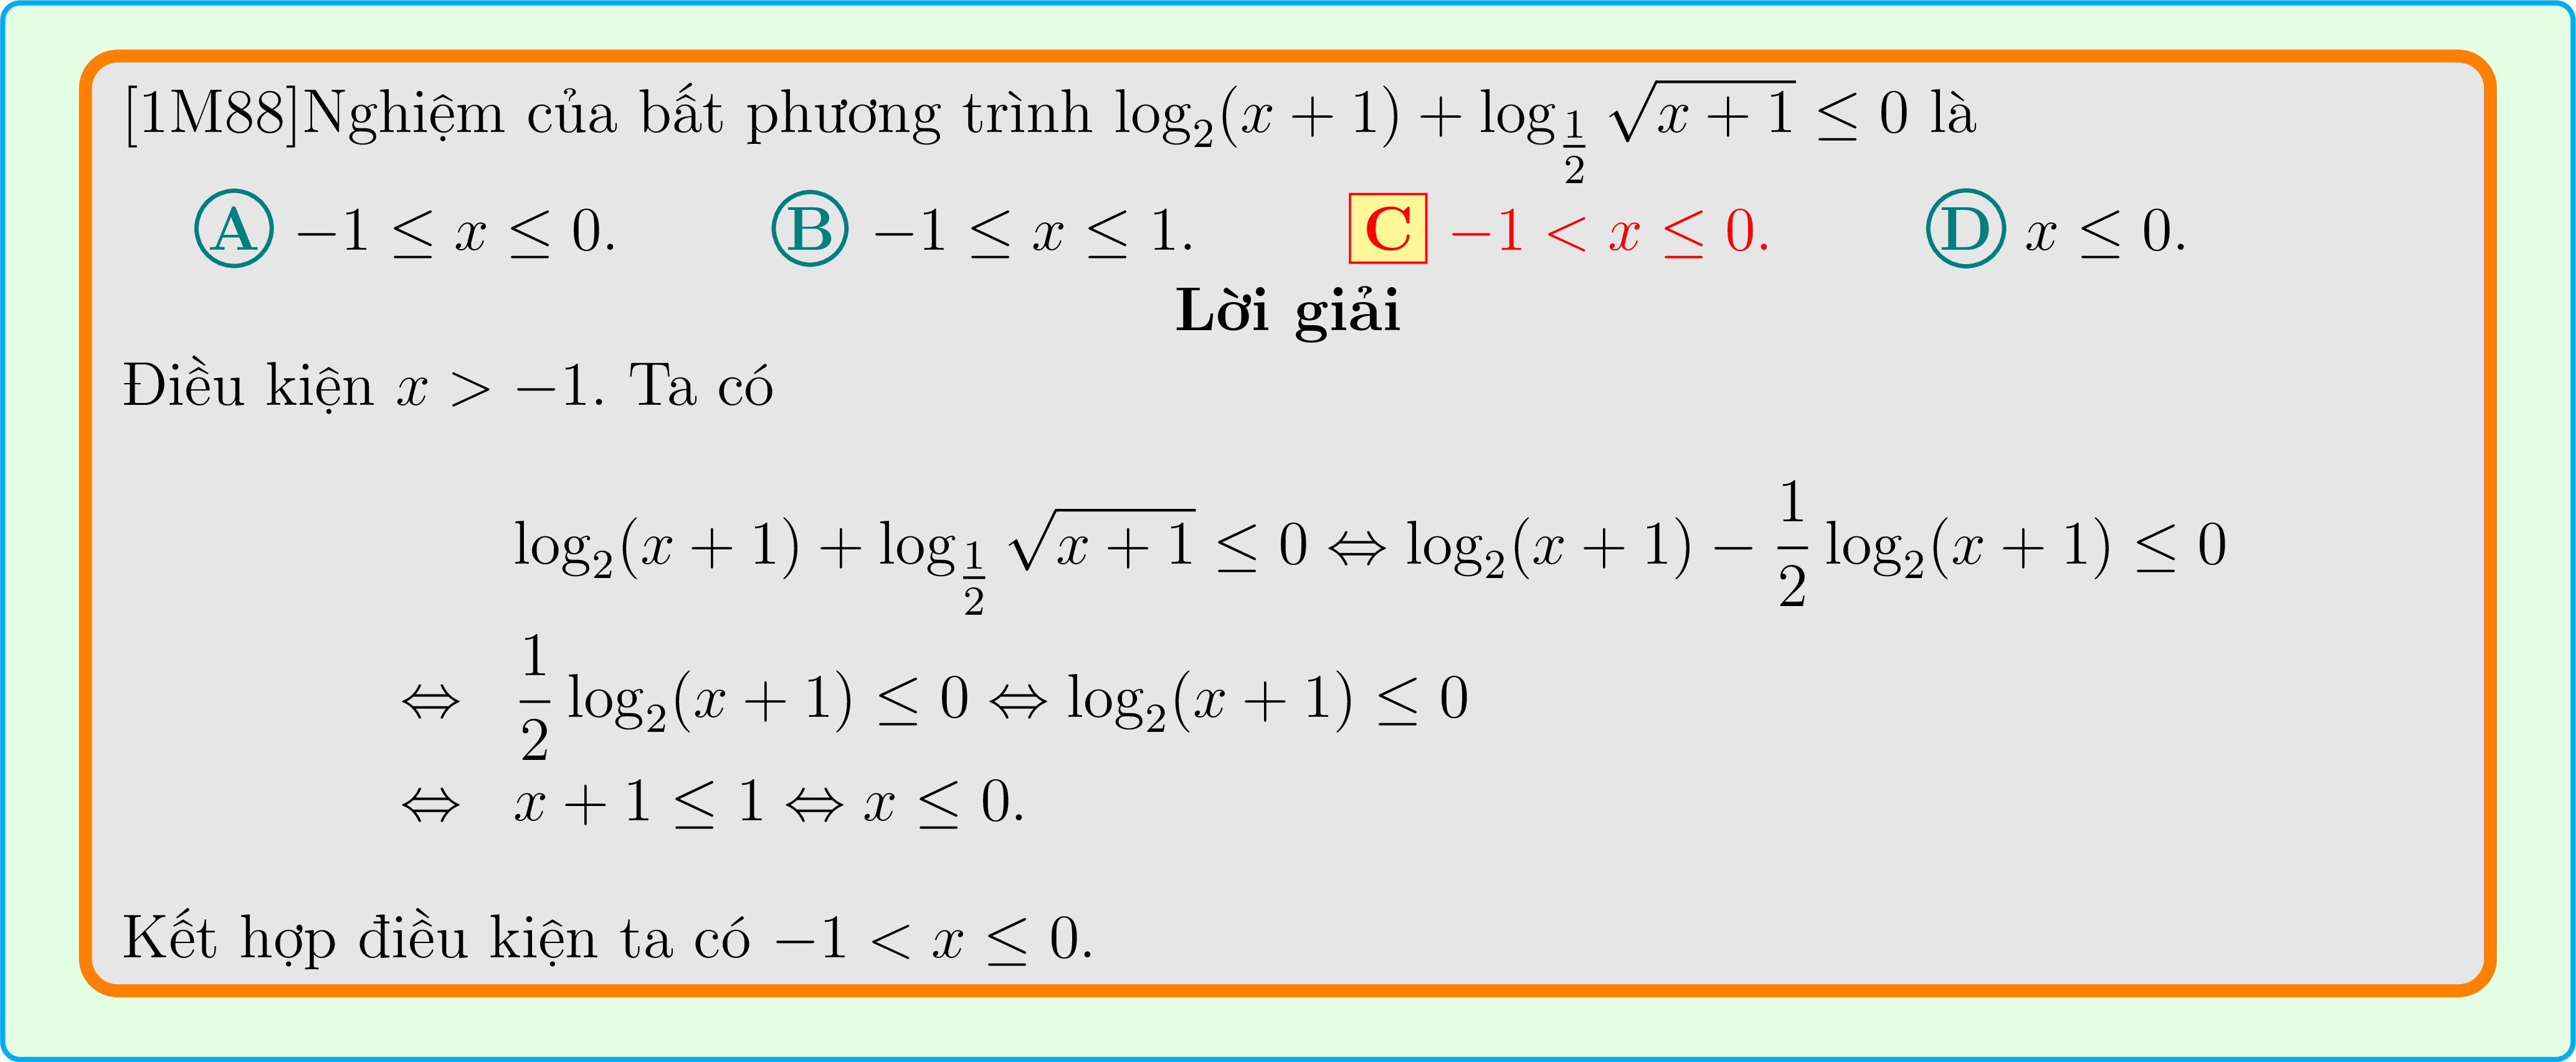 [1M88]Nghiệm của bất phương trình $\log_2(x+1)+\log_{\frac{1}{2}}\sqrt{x+1}\leq 0$ là
A $-1\leq x\leq 0$. B $-1\leq x\leq 1$. C $-1<x\leq 0$. D $x\leq 0$.
Lời giải
Điều kiện $x>-1$. Ta có
$\log_2(x+1)+\log_{\frac{1}{2}}\sqrt{x+1}\leq 0\Leftrightarrow\log_2(x+1)-\frac{1}{2}\log_2(x+1)\leq 0$
$\Leftrightarrow\frac{1}{2}\log_2(x+1)\leq 0\Leftrightarrow\log_2(x+1)\leq 0$
$\Leftrightarrow x+1\leq 1\Leftrightarrow x\leq 0.$
Kết hợp điều kiện ta có $-1<x\leq 0$.